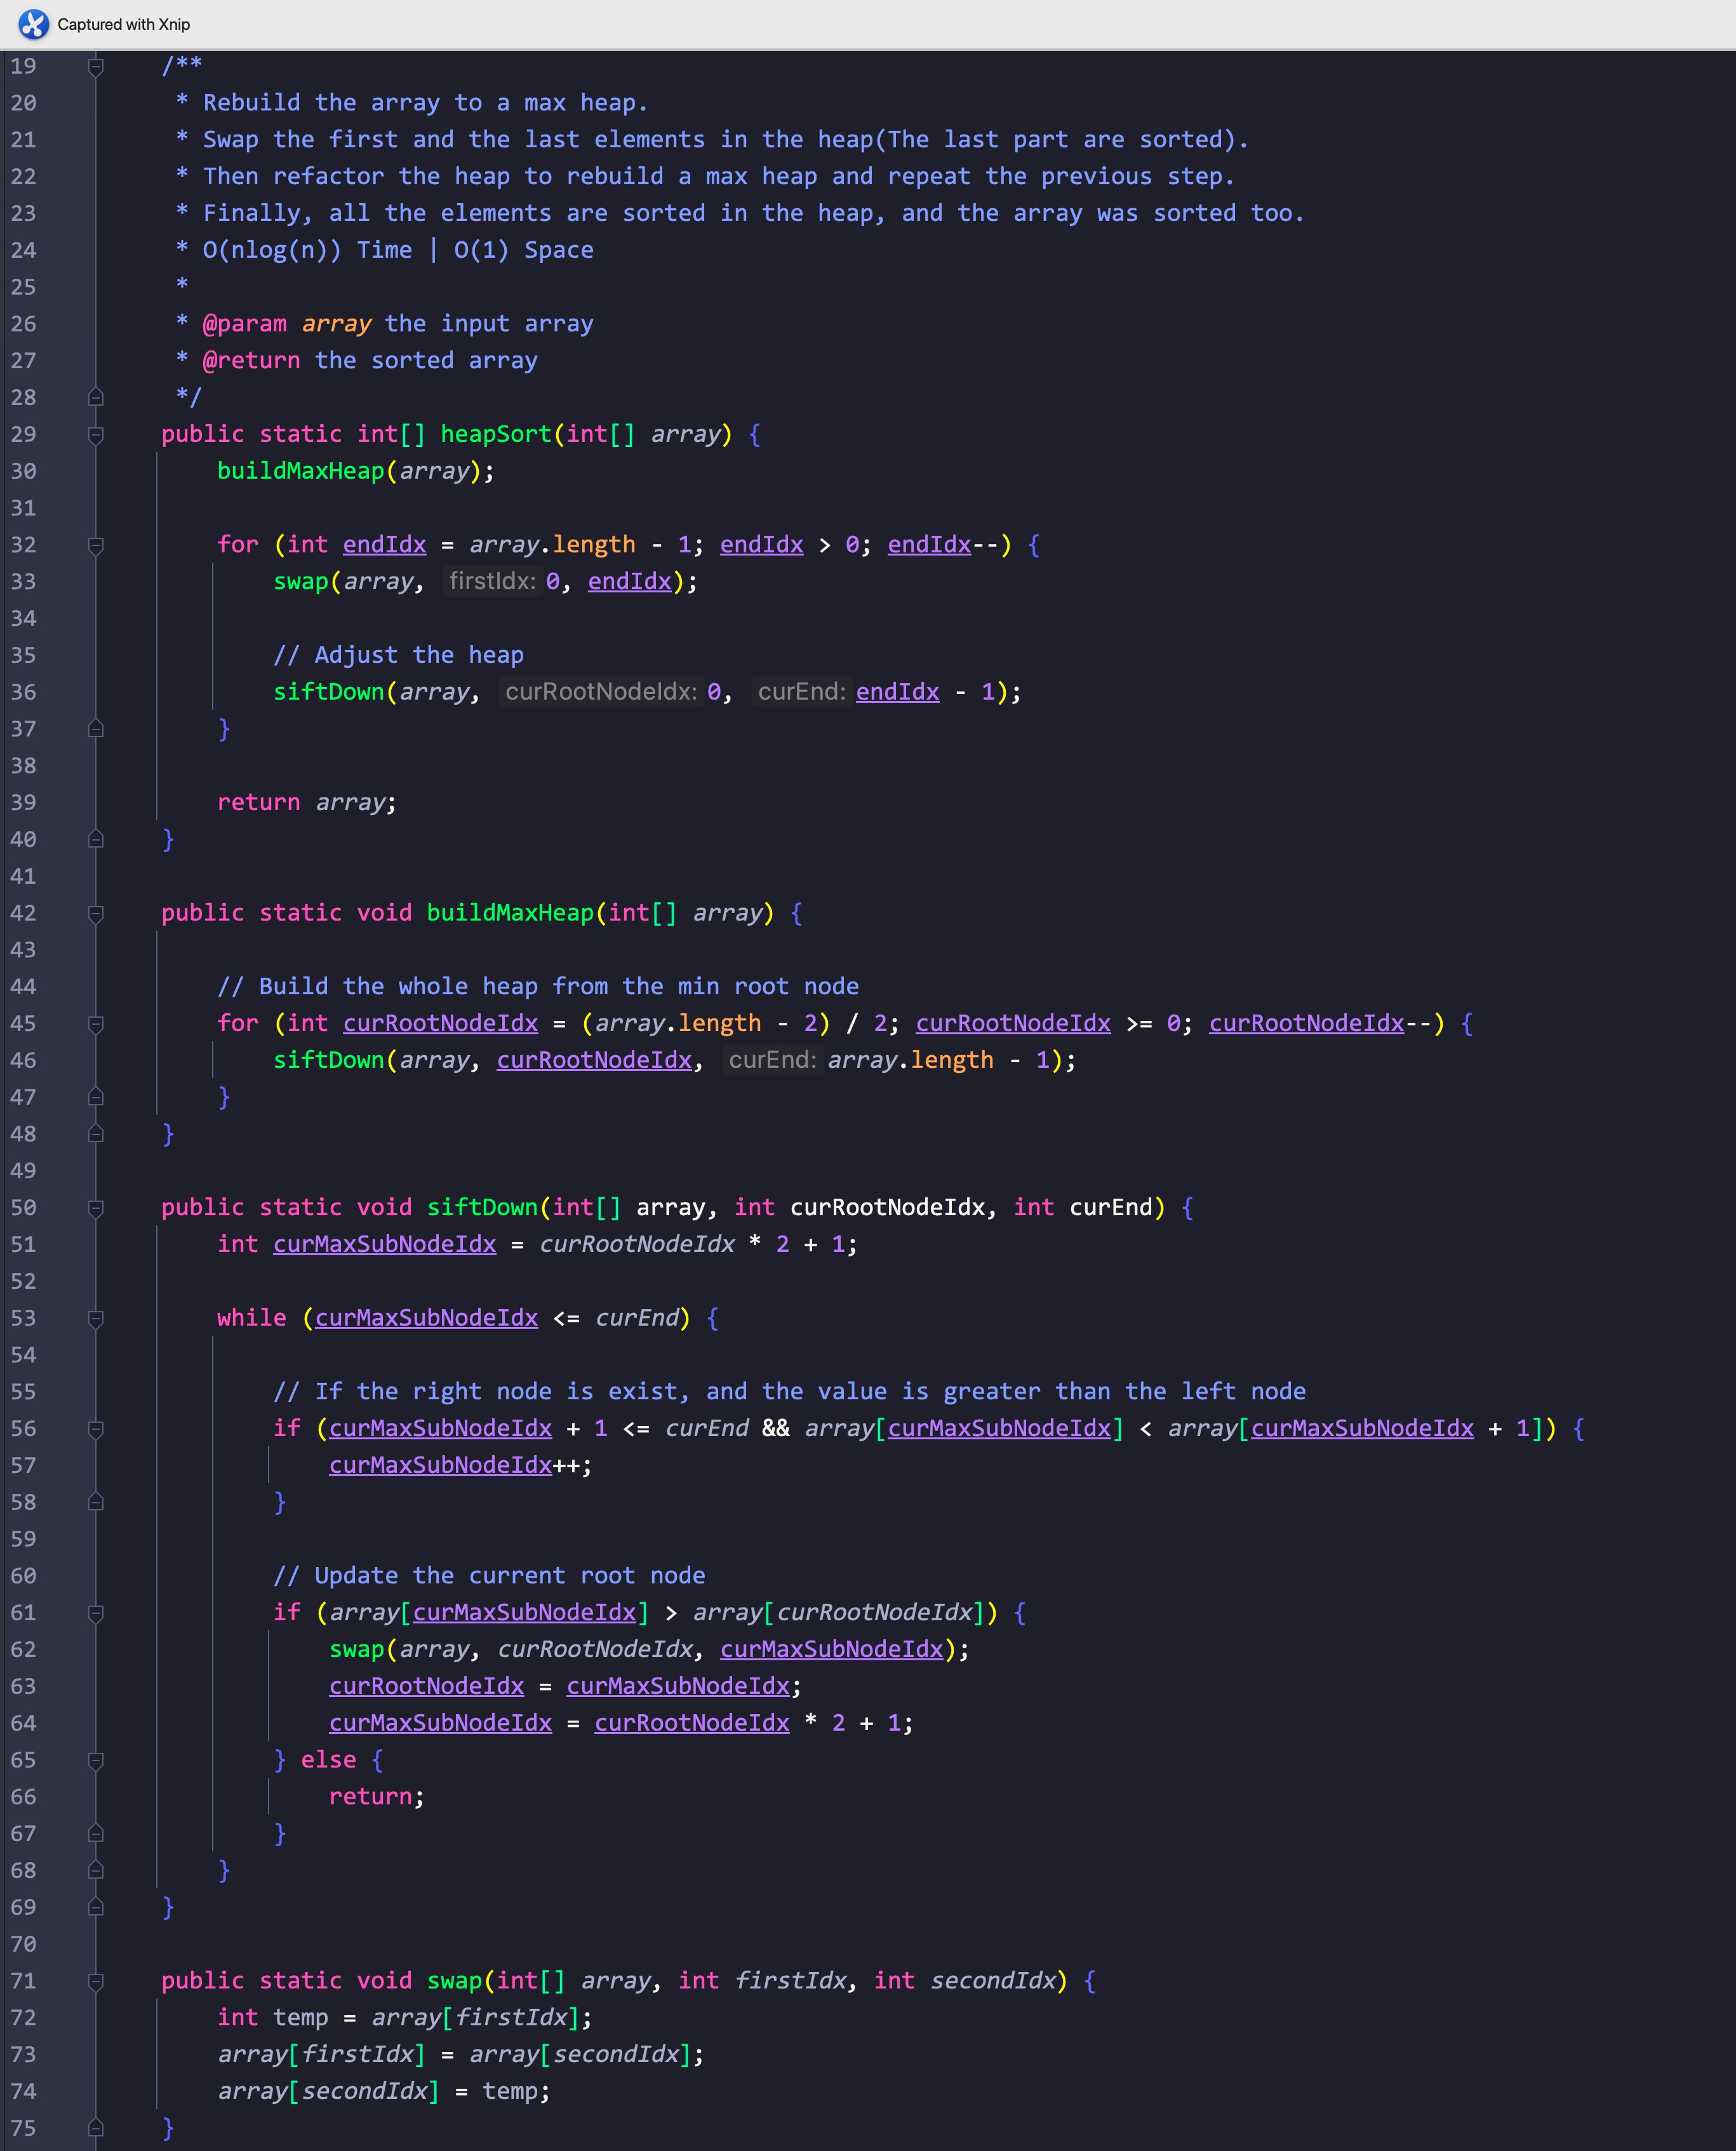 Captured with Xnip
19 /**
20 * Rebuild the array to a max heap.
21 * Swap the first and the last elements in the heap(The last part are sorted).
22 * Then refactor the heap to rebuild a max heap and repeat the previous step.
23 * Finally, all the elements are sorted in the heap, and the array was sorted too.
24 * O(nlog(n)) Time | O(1) Space
25 *
26 * @param array the input array
27 * @return the sorted array
28 */
29 public static int[] heapSort(int[] array) {
30 buildMaxHeap(array);
31
32 for (int endIdx = array.length - 1; endIdx > 0; endIdx--) {
33 swap(array, firstIdx: 0, endIdx);
34
35 // Adjust the heap
36 siftDown(array, curRootNodeIdx: 0, curEnd: endIdx - 1);
37 }
38
39 return array;
40 }
41
42 public static void buildMaxHeap(int[] array) {
43
44 // Build the whole heap from the min root node
45 for (int curRootNodeIdx = (array.length - 2) / 2; curRootNodeIdx >= 0; curRootNodeIdx--) {
46 siftDown(array, curRootNodeIdx, curEnd: array.length - 1);
47 }
48 }
49
50 public static void siftDown(int[] array, int curRootNodeIdx, int curEnd) {
51 int curMaxSubNodeIdx = curRootNodeIdx * 2 + 1;
52
53 while (curMaxSubNodeIdx <= curEnd) {
54
55 // If the right node is exist, and the value is greater than the left node
56 if (curMaxSubNodeIdx + 1 <= curEnd && array[curMaxSubNodeIdx] < array[curMaxSubNodeIdx + 1]) {
57 curMaxSubNodeIdx++;
58 }
59
60 // Update the current root node
61 if (array[curMaxSubNodeIdx] > array[curRootNodeIdx]) {
62 swap(array, curRootNodeIdx, curMaxSubNodeIdx);
63 curRootNodeIdx = curMaxSubNodeIdx;
64 curMaxSubNodeIdx = curRootNodeIdx * 2 + 1;
65 } else {
66 return;
67 }
68 }
69 }
70
71 public static void swap(int[] array, int firstIdx, int secondIdx) {
72 int temp = array[firstIdx];
73 array[firstIdx] = array[secondIdx];
74 array[secondIdx] = temp;
75 }